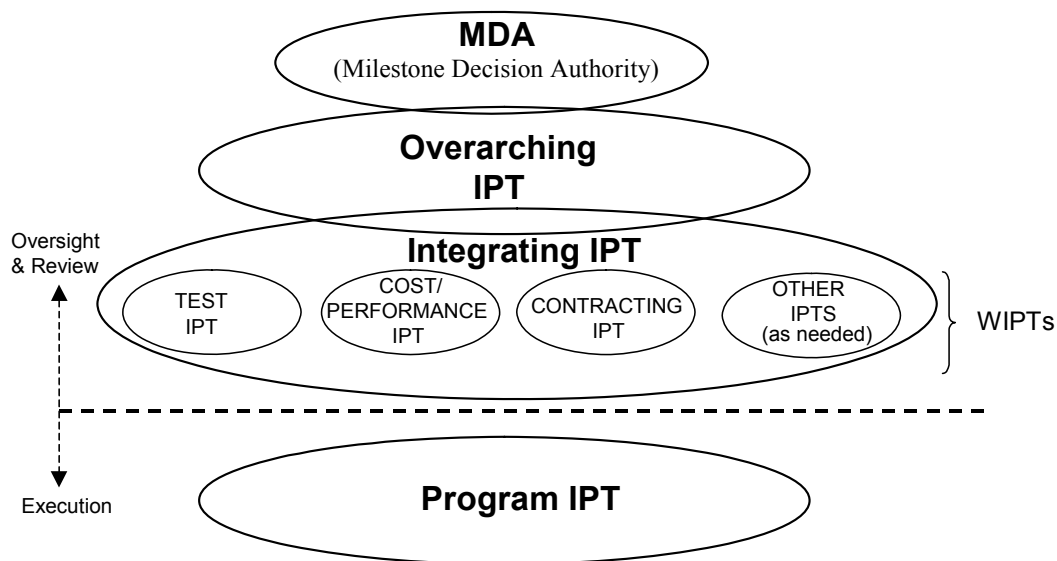 MDA
(Milestone Decision Authority)
Overarching
IPT
Oversight
& Review
Integrating IPT
TEST
IPT
COST/
PERFORMANCE
IPT
CONTRACTING
IPT
OTHER
IPTS
(as needed)
WIPTs
Execution
Program IPT